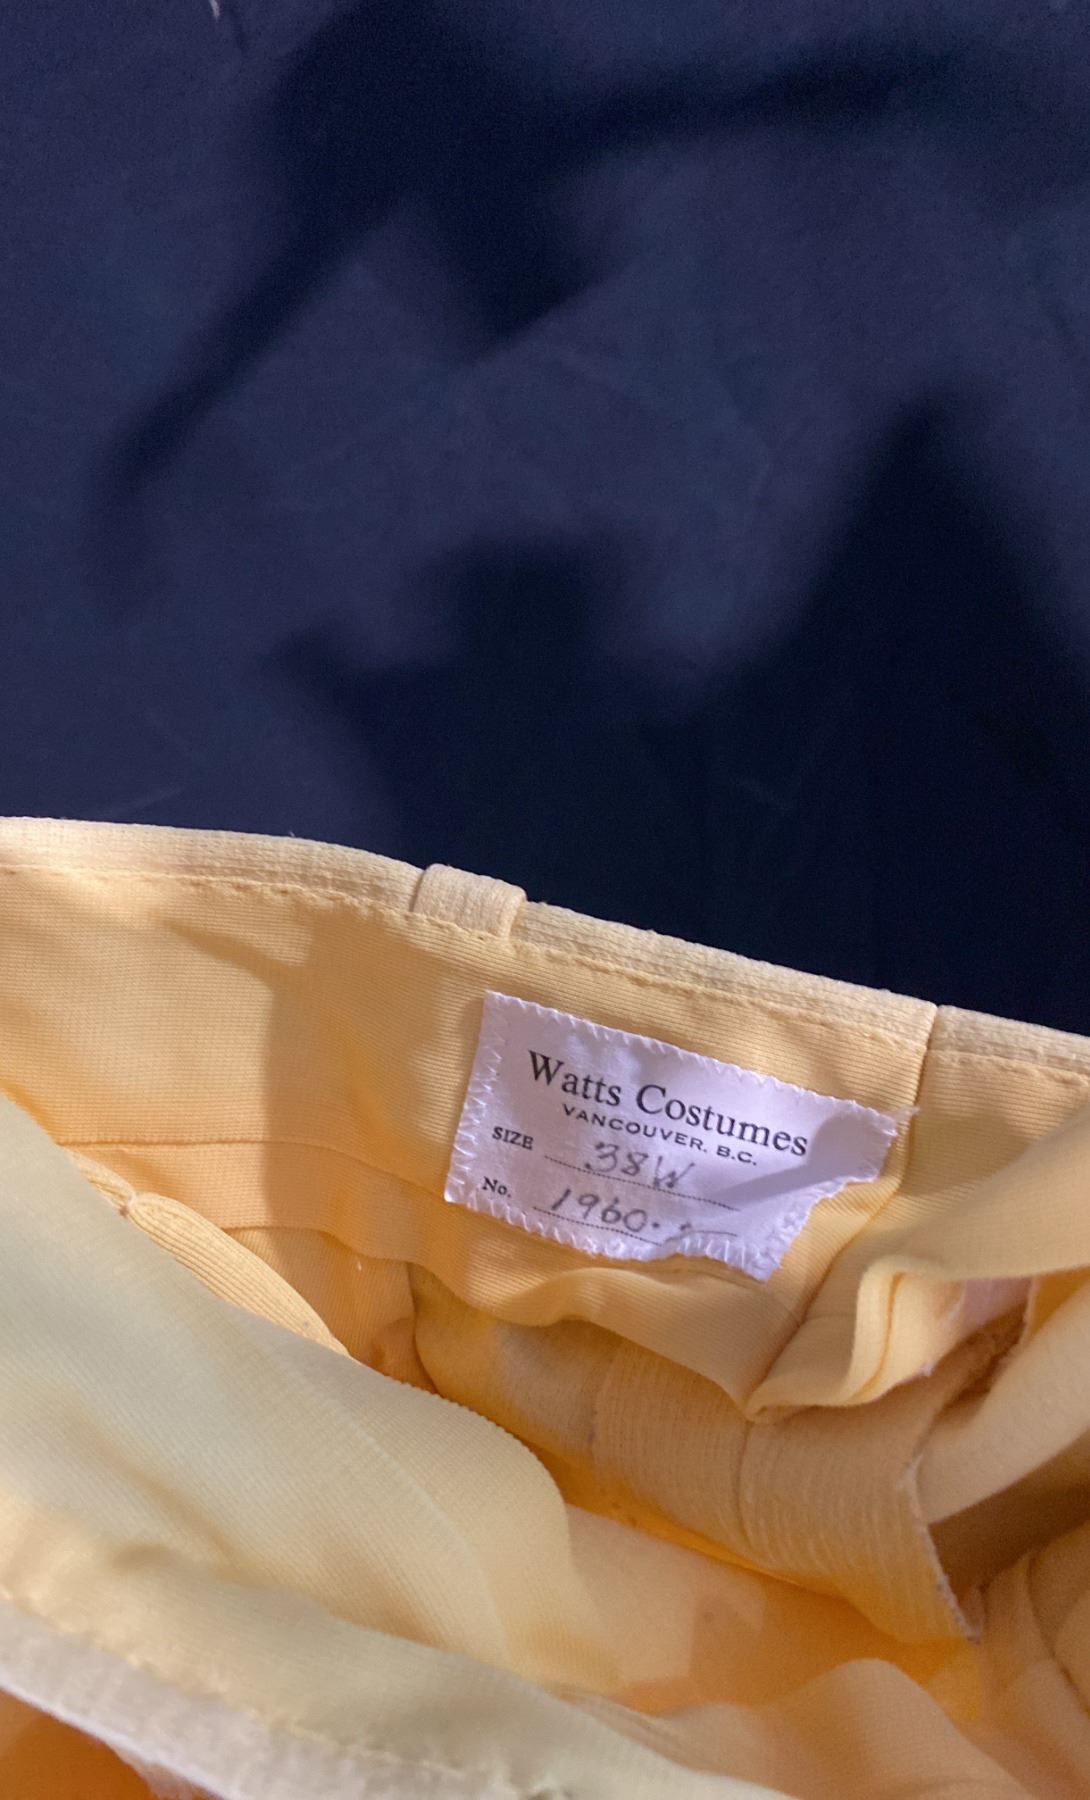 Watts Costumes
VANCOUVER, B.C.
SIZE 38W
No. 1960.